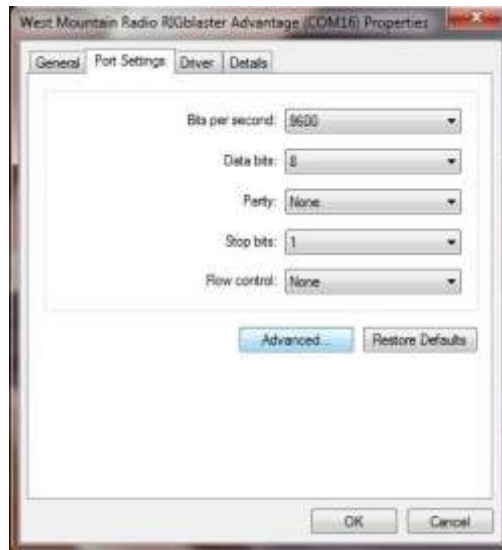 West Mountain Radio RIGblaster Advantage (COM16) Properties
General Port Settings Driver Details
Bits per second: 9600
Data bits: 8
Parity: None
Stop bits: 1
Flow control: None
Advanced... Restore Defaults
OK Cancel